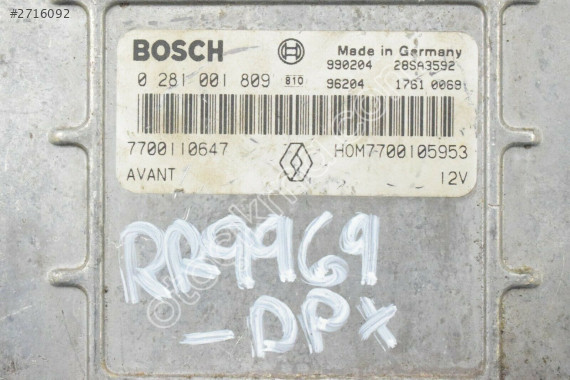 #2716092
BOSCH
Made in Germany
990204 28SA3592
0 281 001 809 810 96204 1761 0069
7700110647 HOM7700105953
AVANT 12V
RR9969
-DPX